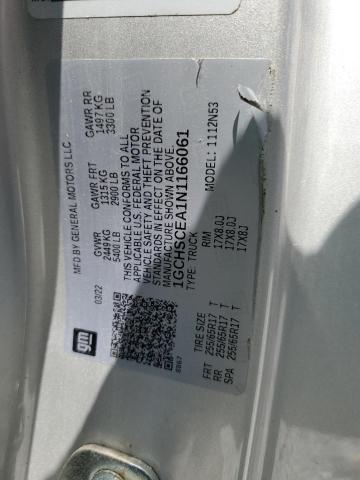 gm
MFD BY GENERAL MOTORS LLC
03/22
GVWR
2449 KG
5400 LB
GAWR FRT
1315 KG
2900 LB
GAWR RR
1497 KG
3300 LB
THIS VEHICLE CONFORMS TO ALL
APPLICABLE U.S. FEDERAL MOTOR
VEHICLE SAFETY AND THEFT PREVENTION
STANDARDS IN EFFECT ON THE DATE OF
MANUFACTURE SHOWN ABOVE.
1GCHSCEA1N1166061
TYPE: TRUCK
MODEL: 1112N53
TIRE SIZE RIM
FRT 255/65R17 T 17X8.0J
RR 255/65R17 T 17X8.0J
SPA 255/65R17 T 17X8J